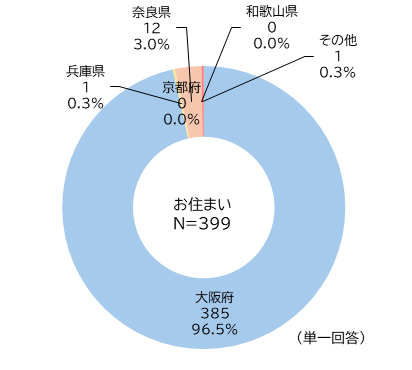 奈良県
12
3.0%
和歌山県
0
0.0%
その他
1
0.3%
兵庫県
1
0.3%
京都府
0
0.0%
お住まい
N=399
大阪府
385
96.5%
（単一回答）